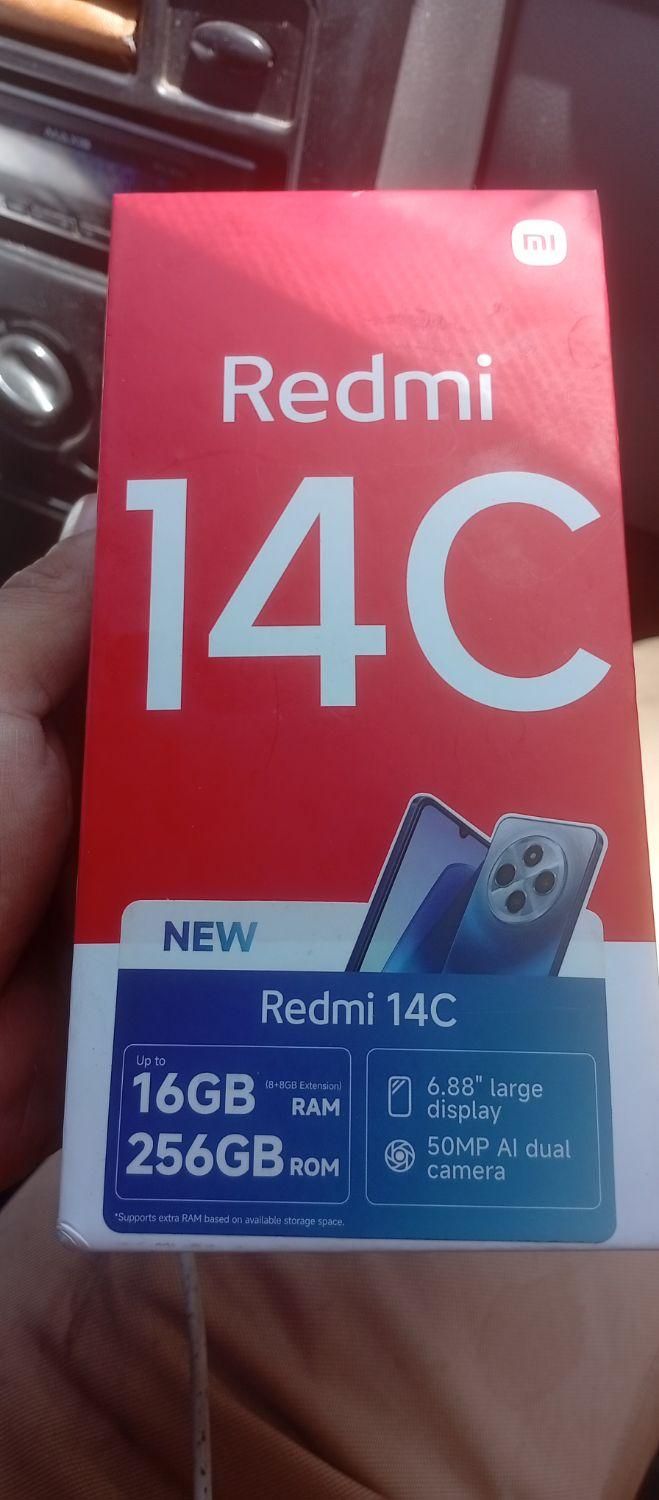 mi
Redmi
14C
NEW
Redmi 14C
Up to
16GB (8+8GB Extension) RAM
256GB ROM
6.88" large
display
50MP AI dual
camera
*Supports extra RAM based on available storage space.